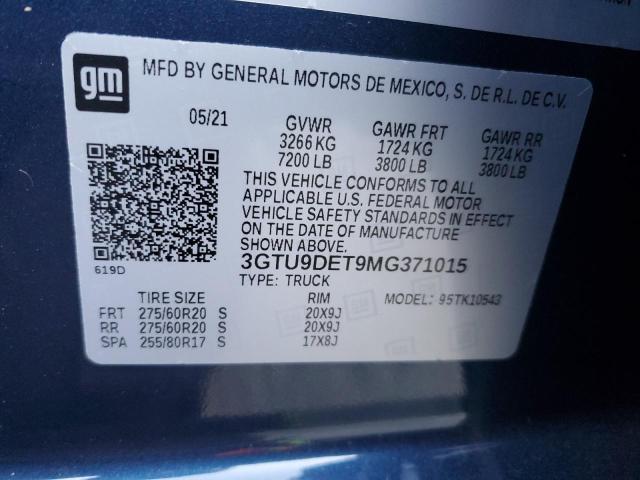 gm
MFD BY GENERAL MOTORS DE MEXICO, S. DE R.L. DE C.V.
05/21 GVWR GAWR FRT GAWR RR
3266 KG 1724 KG 1724 KG
7200 LB 3800 LB 3800 LB
THIS VEHICLE CONFORMS TO ALL
APPLICABLE U.S. FEDERAL MOTOR
VEHICLE SAFETY STANDARDS IN EFFECT
ON THE DATE OF MANUFACTURE
SHOWN ABOVE.
619D
3GTU9DET9MG371015
TYPE: TRUCK
TIRE SIZE RIM MODEL: 95TK10543
FRT 275/60R20 S 20X9J
RR 275/60R20 S 20X9J
SPA 255/80R17 S 17X8J